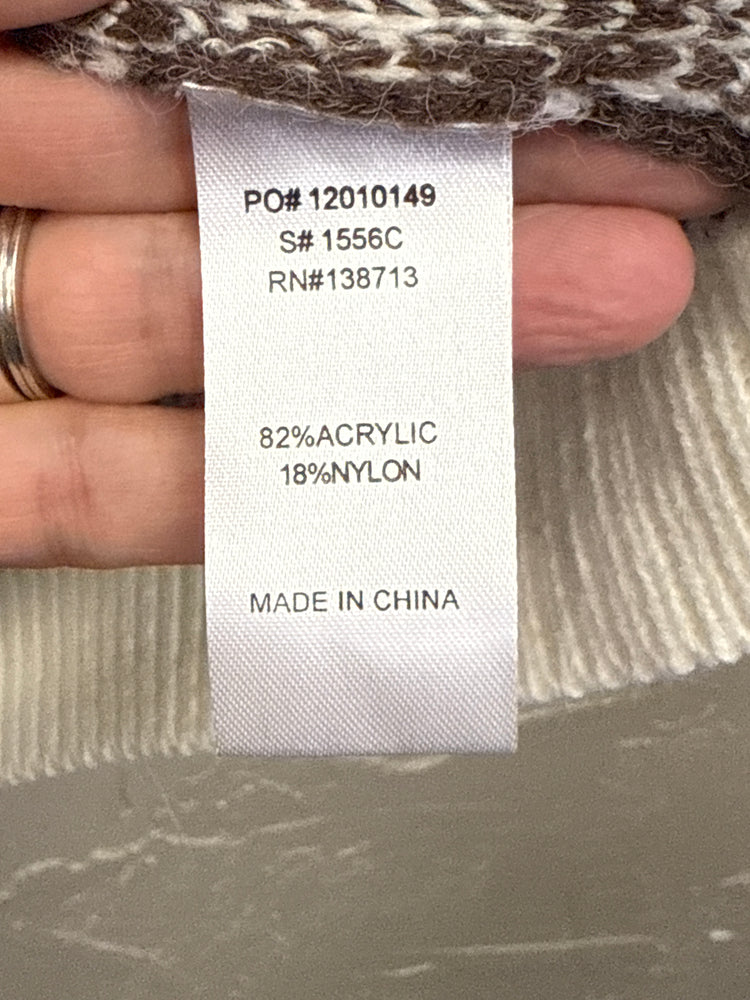 PO# 12010149
S# 1556C
RN#138713
82%ACRYLIC
18%NYLON
MADE IN CHINA